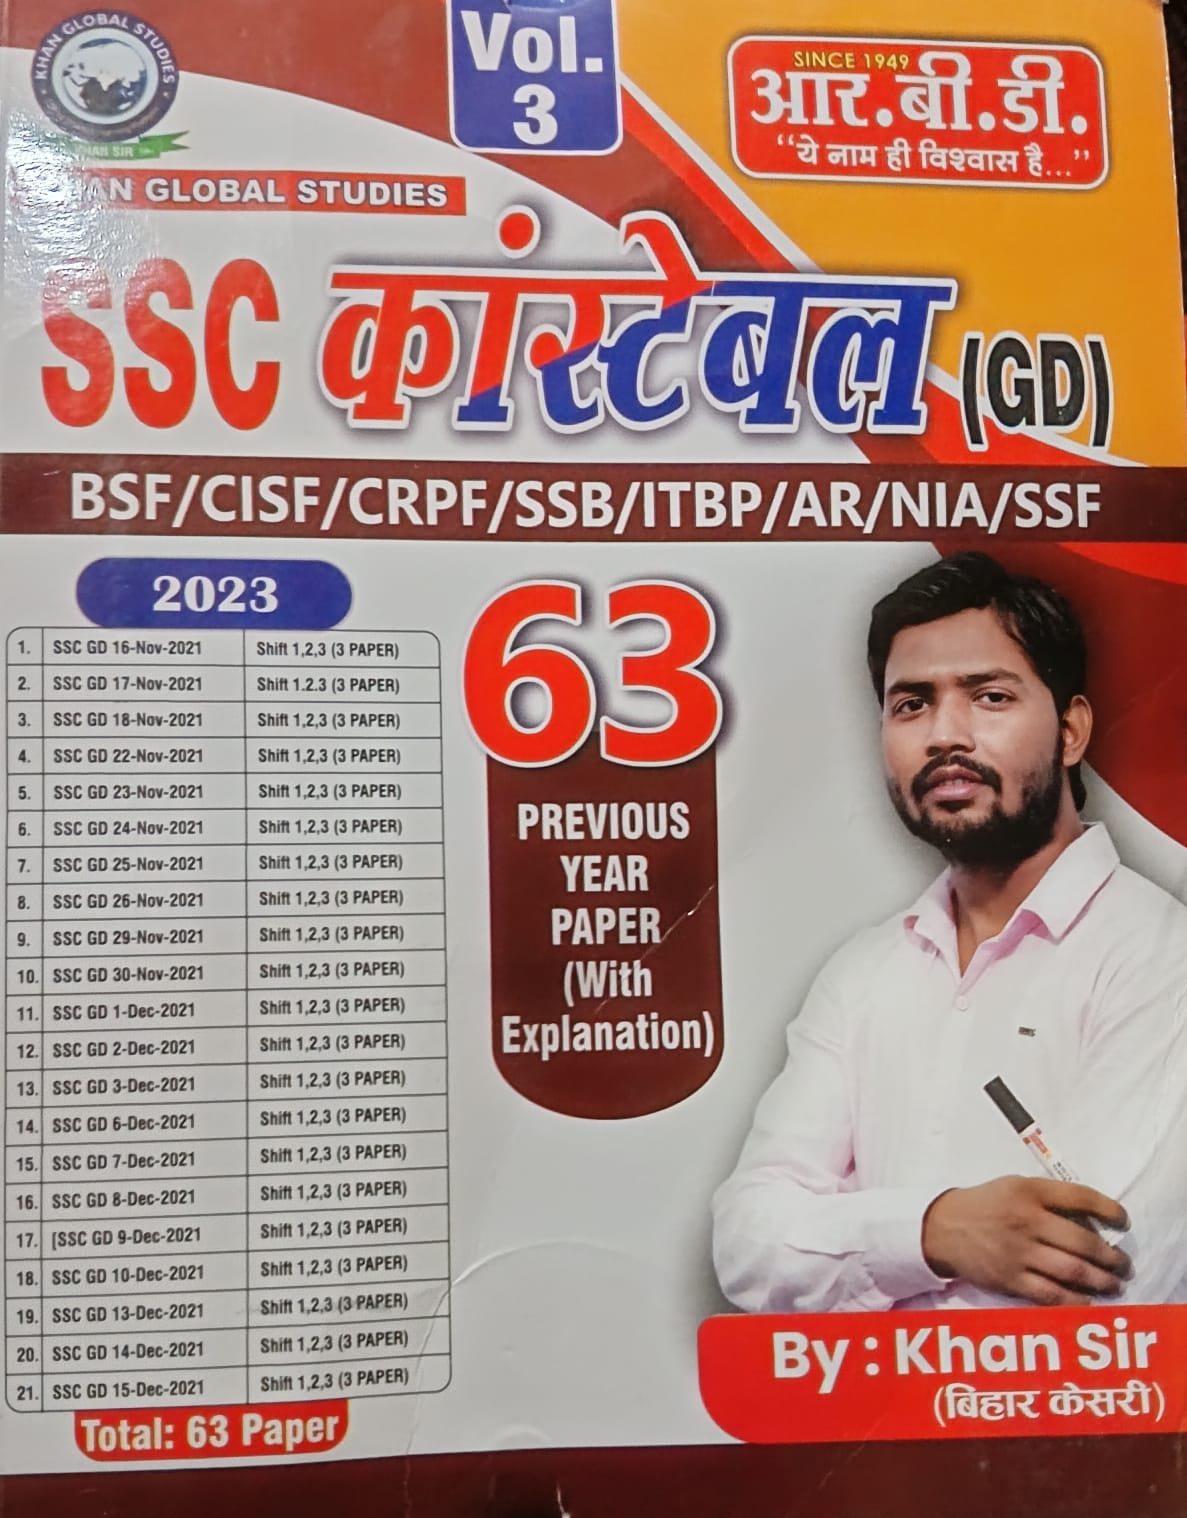 KHAN GLOBAL STUDIES
KHAN SIR
Vol.
3
SINCE 1949
आर.बी.डी.
“ये नाम ही विश्वास है...”
GLOBAL STUDIES
SSC कांस्टेबल (GD)
BSF/CISF/CRPF/SSB/ITBP/AR/NIA/SSF
2023
1. SSC GD 16-Nov-2021 Shift 1,2,3 (3 PAPER)
2. SSC GD 17-Nov-2021 Shift 1.2.3 (3 PAPER)
3. SSC GD 18-Nov-2021 Shift 1,2,3 (3 PAPER)
4. SSC GD 22-Nov-2021 Shift 1,2,3 (3 PAPER)
5. SSC GD 23-Nov-2021 Shift 1,2,3 (3 PAPER)
6. SSC GD 24-Nov-2021 Shift 1,2,3 (3 PAPER)
7. SSC GD 25-Nov-2021 Shift 1,2,3 (3 PAPER)
8. SSC GD 26-Nov-2021 Shift 1,2,3 (3 PAPER)
9. SSC GD 29-Nov-2021 Shift 1,2,3 (3 PAPER)
10. SSC GD 30-Nov-2021 Shift 1,2,3 (3 PAPER)
11. SSC GD 1-Dec-2021 Shift 1,2,3 (3 PAPER)
12. SSC GD 2-Dec-2021 Shift 1,2,3 (3 PAPER)
13. SSC GD 3-Dec-2021 Shift 1,2,3 (3 PAPER)
14. SSC GD 6-Dec-2021 Shift 1,2,3 (3 PAPER)
15. SSC GD 7-Dec-2021 Shift 1,2,3 (3 PAPER)
16. SSC GD 8-Dec-2021 Shift 1,2,3 (3 PAPER)
17. [SSC GD 9-Dec-2021 Shift 1,2,3 (3 PAPER)
18. SSC GD 10-Dec-2021 Shift 1,2,3 (3 PAPER)
19. SSC GD 13-Dec-2021 Shift 1,2,3 (3 PAPER)
20. SSC GD 14-Dec-2021 Shift 1,2,3 (3 PAPER)
21. SSC GD 15-Dec-2021 Shift 1,2,3 (3 PAPER)
Total: 63 Paper
63
PREVIOUS
YEAR
PAPER
(With
Explanation)
By : Khan Sir
(बिहार केसरी)